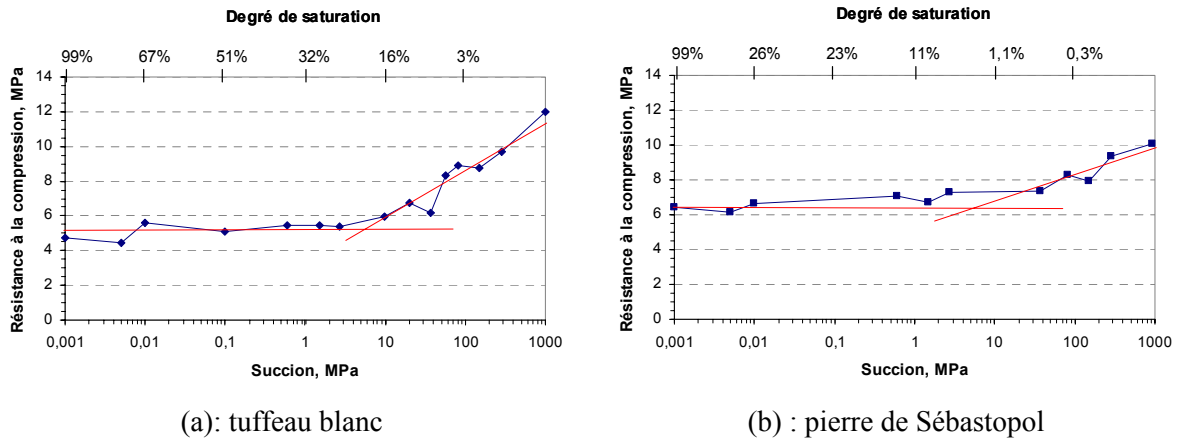 Degré de saturation
99% 67% 51% 32% 16% 3%
Résistance à la compression, MPa
14
12
10
8
6
4
2
0
0,001 0,01 0,1 1 10 100 1000
Succion, MPa
(a): tuffeau blanc
Degré de saturation
99% 26% 23% 11% 1,1% 0,3%
Résistance à la compression, MPa
14
12
10
8
6
4
2
0
0,001 0,01 0,1 1 10 100 1000
Succion, MPa
(b) : pierre de Sébastopol